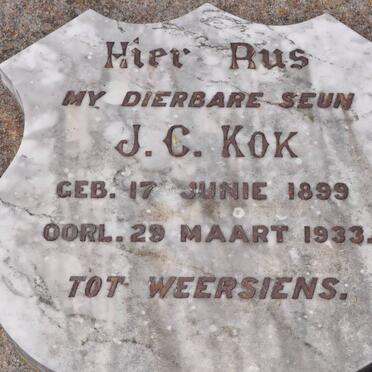 Hier Rus
MY DIERBARE SEUN
J. C. KOK
GEB. 17 JUNIE 1899
OORL. 29 MAART 1933.
TOT WEERSIENS.